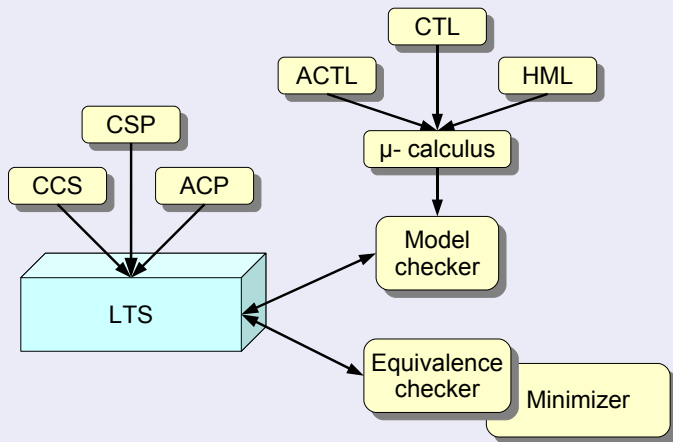 CTL
ACTL
HML
CSP
μ- calculus
CCS
ACP
Model
checker
LTS
Equivalence
checker
Minimizer